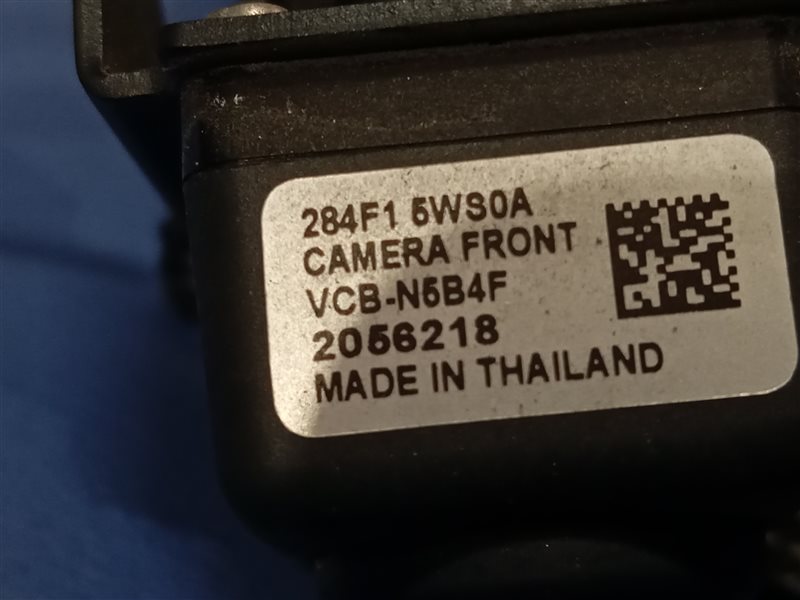 284F1 5WS0A
CAMERA FRONT
VCB-N5B4F
2056218
MADE IN THAILAND